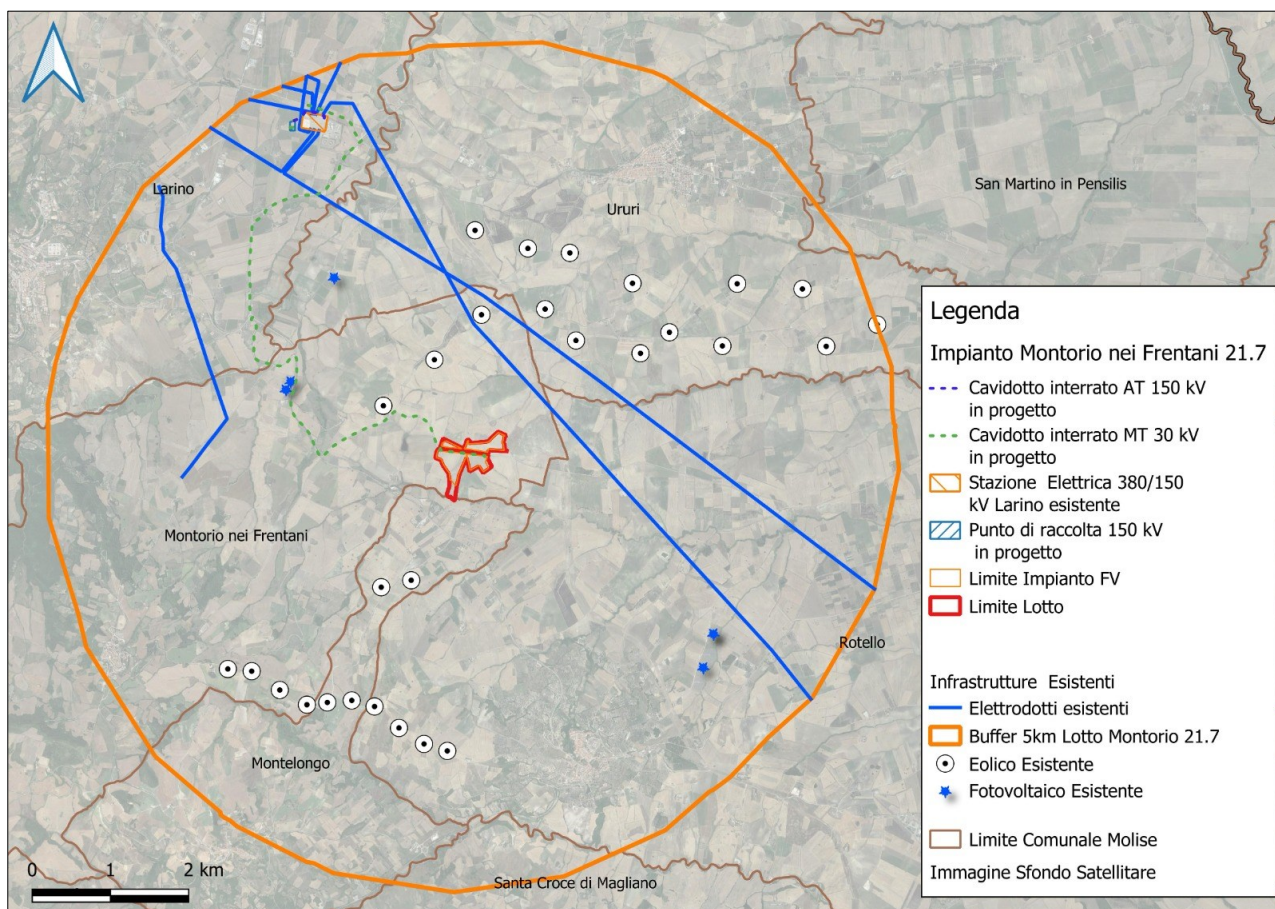 Larino
Ururi
San Martino in Pensilis
Montorio nei Frentani
Rotello
Montelongo
Santa Croce di Magliano
0 1 2 km
Legenda
Impianto Montorio nei Frentani 21.7
Cavidotto interrato AT 150 kV
in progetto
Cavidotto interrato MT 30 kV
in progetto
Stazione Elettrica 380/150
kV Larino esistente
Punto di raccolta 150 kV
in progetto
Limite Impianto FV
Limite Lotto
Infrastrutture Esistenti
Elettrodotti esistenti
Buffer 5km Lotto Montorio 21.7
Eolico Esistente
Fotovoltaico Esistente
Limite Comunale Molise
Immagine Sfondo Satellitare